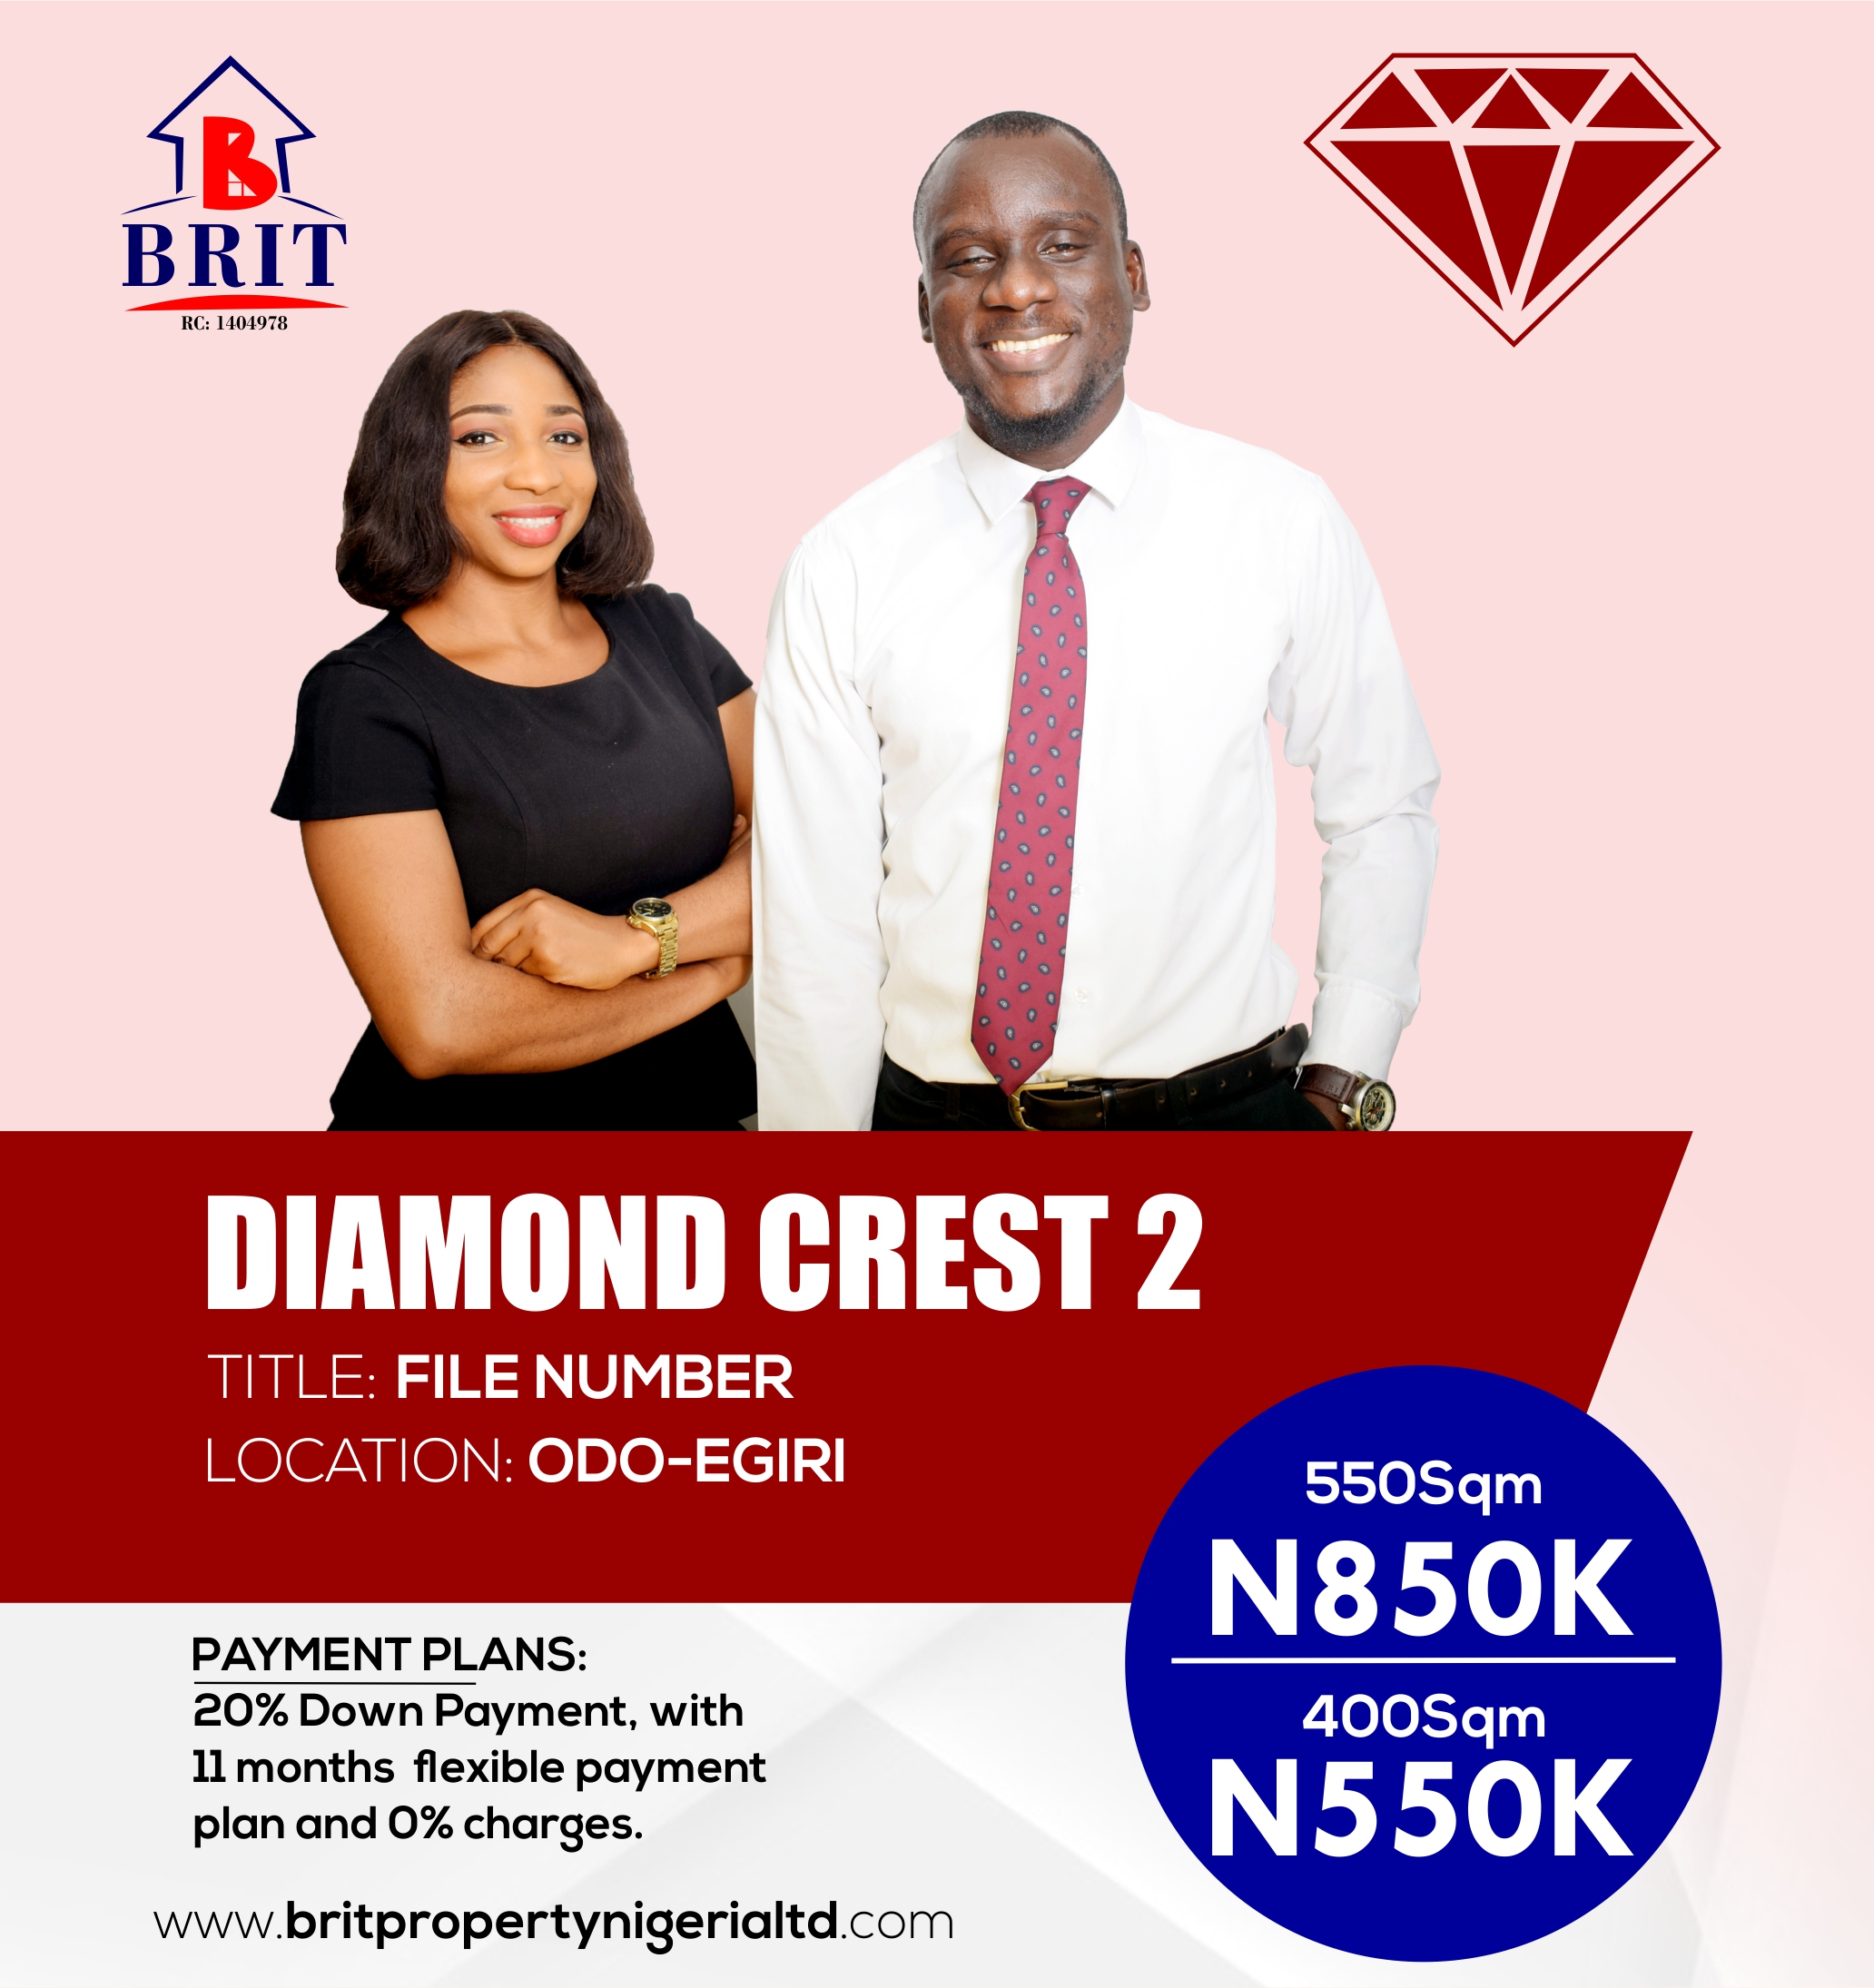 B
BRIT
RC: 1404978
DIAMOND CREST 2
TITLE: FILE NUMBER
LOCATION: ODO-EGIRI
550Sqm
N850K
400Sqm
N550K
PAYMENT PLANS:
20% Down Payment, with
11 months flexible payment
plan and 0% charges.
www.britpropertynigerialtd.com